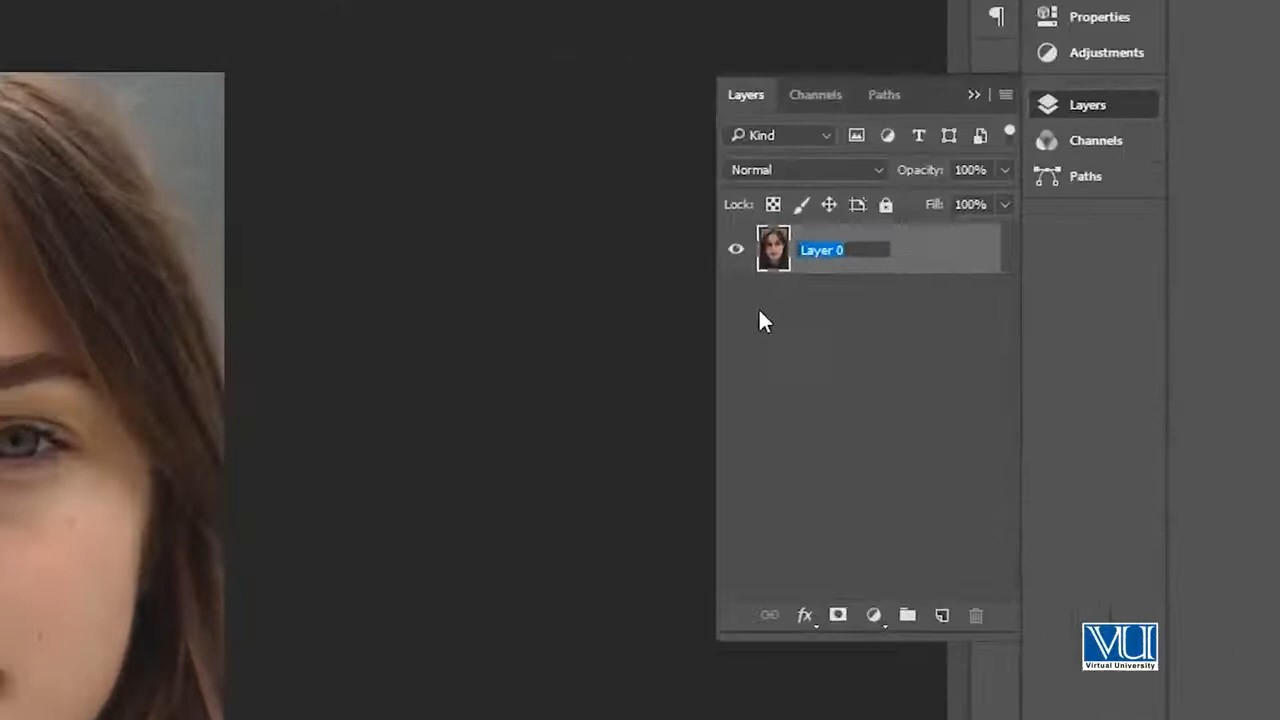 Properties
Adjustments
Layers
Channels
Paths
Layers
Channels
Paths
Kind
Normal
Opacity: 100%
Lock:
Fill: 100%
Layer 0
fx
VU
Virtual University